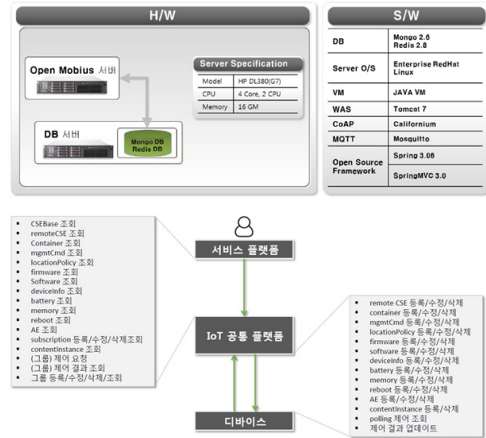 H/W
Open Mobius 서버
DB 서버
Mongo DB
Redis DB
Server Specification
Model HP DL380(G7)
CPU 4 Core, 2 CPU
Memory 16 GM
S/W
DB Mongo 2.6
Redis 2.8
Server O/S Enterprise RedHat
Linux
VM JAVA VM
WAS Tomcat 7
CoAP Californium
MQTT Mosquitto
Open Source
Framework
Spring 3.06
SpringMVC 3.0
• CSEBase 조회
• remoteCSE 조회
• Container 조회
• mgmtCmd 조회
• locationPolicy 조회
• firmware 조회
• Software 조회
• deviceInfo 조회
• battery 조회
• memory 조회
• reboot 조회
• AE 조회
• subscription 등록/수정/삭제조회
• contentInstance 조회
• (그룹) 제어 요청
• (그룹) 제어 결과 조회
• 그룹 등록/수정/삭제/조회
서비스 플랫폼
IoT 공통 플랫폼
디바이스
• remote CSE 등록/수정/삭제
• container 등록/수정/삭제
• mgmtCmd 등록/수정/삭제
• locationPolicy 등록/수정/삭제
• firmware 등록/수정/삭제
• software 등록/수정/삭제
• deviceInfo 등록/수정/삭제
• battery 등록/수정/삭제
• memory 등록/수정/삭제
• reboot 등록/수정/삭제
• AE 등록/수정/삭제
• contentInstance 등록/수정/삭제
• polling 제어 조회
• 제어 결과 업데이트